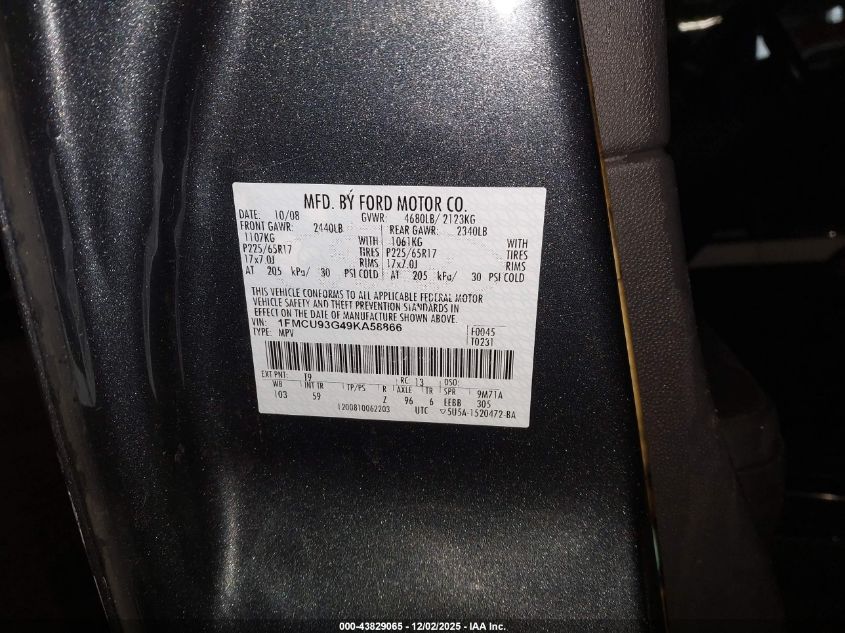 MFD. BY FORD MOTOR CO.
DATE: 10/08 GVWR: 4680LB/ 2123KG
FRONT GAWR: 2440LB REAR GAWR: 2340LB
1107KG WITH 1061KG WITH
P225/65R17 TIRES P225/65R17 TIRES
17x7.0J RIMS 17x7.0J RIMS
AT 205 kPa/ 30 PSI COLD AT 205 kPa/ 30 PSI COLD
THIS VEHICLE CONFORMS TO ALL APPLICABLE FEDERAL MOTOR
VEHICLE SAFETY AND THEFT PREVENTION STANDARDS IN
EFFECT ON THE DATE OF MANUFACTURE SHOWN ABOVE.
VIN: 1FMCU93G49KA58866 F0045
TYPE: MPV T0231
EXT PNT: T9 RC: 13 DSO:
WB INT TR TP/PS R AXLE TR SPR 9M71A
103 59 Z 96 6 EEBB 305
1200810062203 UTC ▽5U5A-1520472-BA
000-43829065 - 12/02/2025 - IAA Inc.